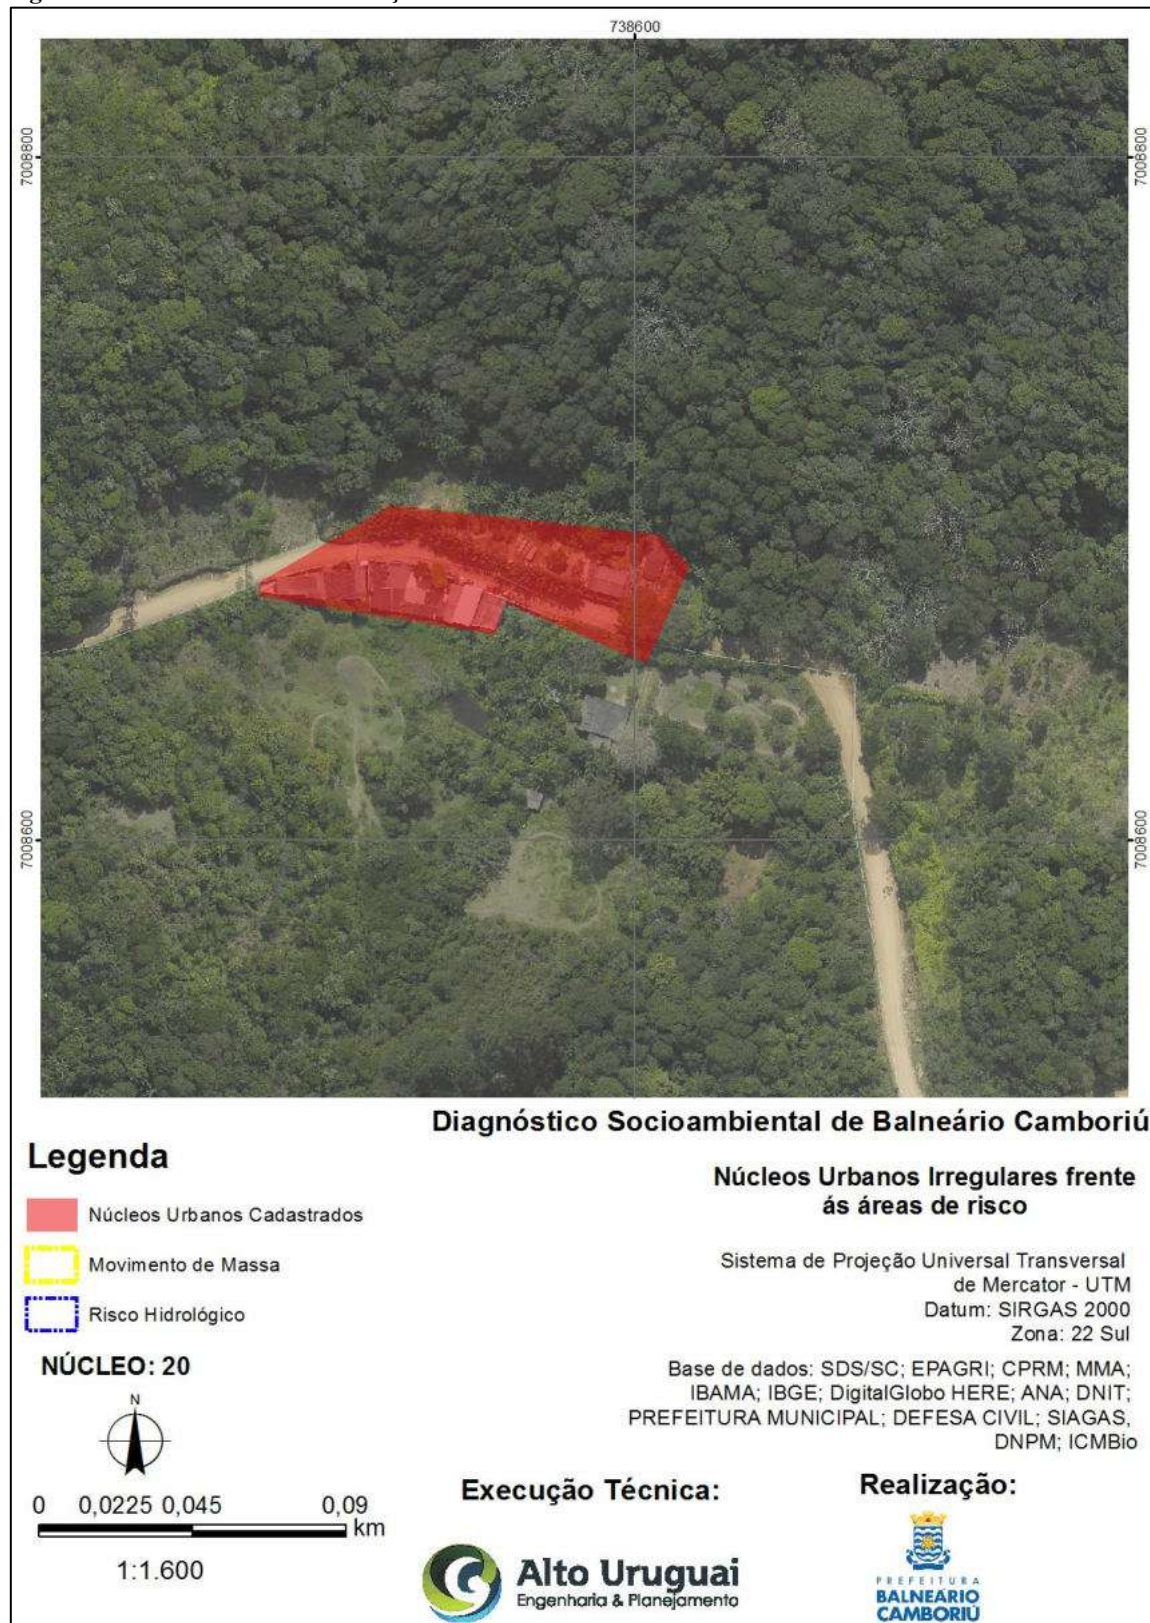 738600
7008800
7008800
7008600
7008600
Diagnóstico Socioambiental de Balneário Camboriú
Legenda
Núcleos Urbanos Cadastrados
Movimento de Massa
Risco Hidrológico
NÚCLEO: 20
N
0 0,0225 0,045 0,09
km
1:1.600
Núcleos Urbanos Irregulares frente
ás áreas de risco
Sistema de Projeção Universal Transversal
de Mercator - UTM
Datum: SIRGAS 2000
Zona: 22 Sul
Base de dados: SDS/SC; EPAGRI; CPRM; MMA;
IBAMA; IBGE; DigitalGlobo HERE; ANA; DNIT;
PREFEITURA MUNICIPAL; DEFESA CIVIL; SIAGAS,
DNPM; ICMBio
Execução Técnica:
Alto Uruguai
Engenharia & Planejamento
Realização:
PREFEITURA
BALNEÁRIO
CAMBORIÚ